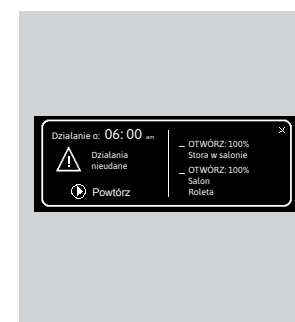 Działanie o: 06:00 am
Działania
nieudane
Powtórz
_ OTWÓRZ: 100%
Stora w salonie
_ OTWÓRZ: 100%
Salon
Roleta